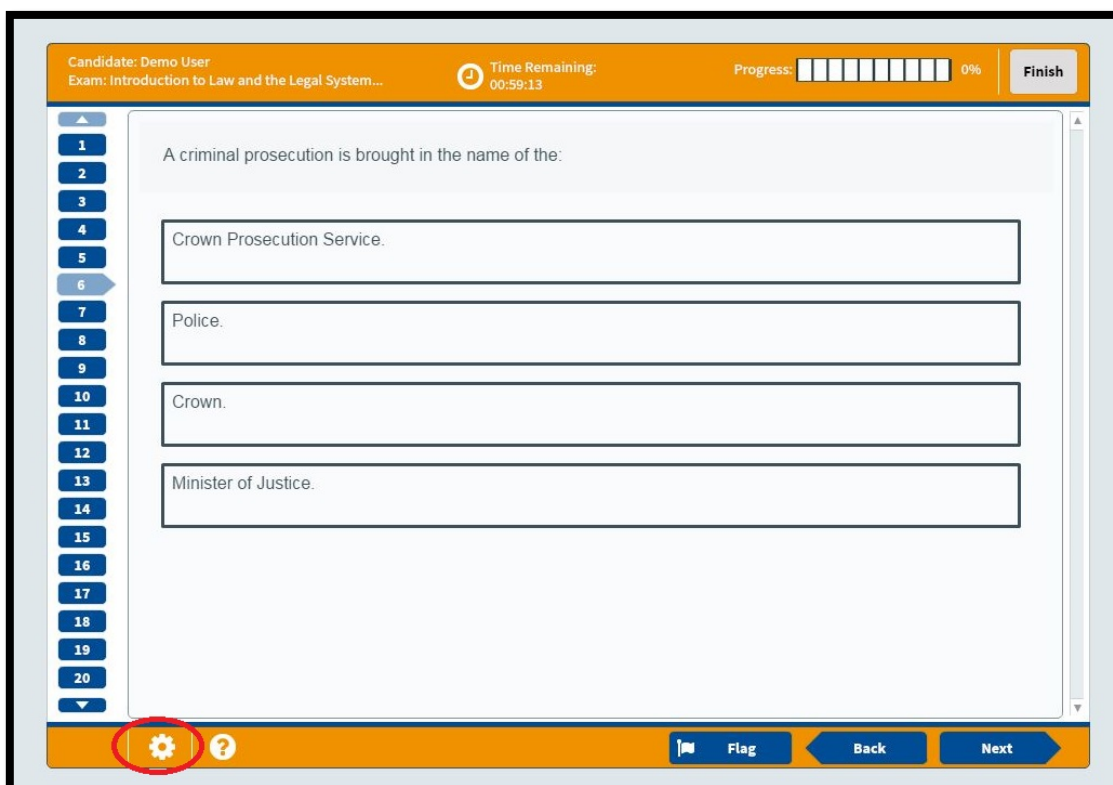 Candidate: Demo User
Exam: Introduction to Law and the Legal System...
Time Remaining:
00:59:13
Progress:
0%
Finish
1
2
3
4
5
6
7
8
9
10
11
12
13
14
15
16
17
18
19
20
A criminal prosecution is brought in the name of the:
Crown Prosecution Service.
Police.
Crown.
Minister of Justice.
?
Flag
Back
Next